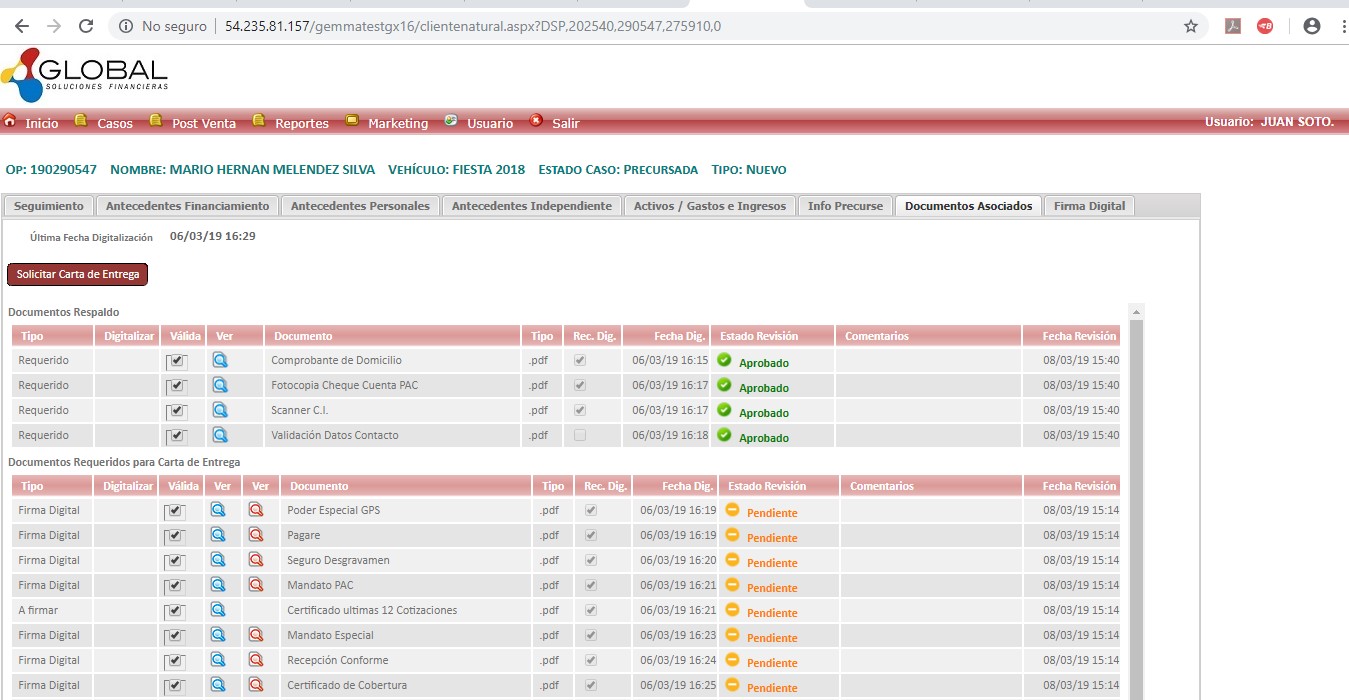 No seguro | 54.235.81.157/gemmatestgx16/clientenatural.aspx?DSP,202540,290547,275910,0
GLOBAL
SOLUCIONES FINANCIERAS
Inicio Casos Post Venta Reportes Marketing Usuario Salir Usuario: JUAN SOTO.
OP: 190290547 NOMBRE: MARIO HERNAN MELENDEZ SILVA VEHÍCULO: FIESTA 2018 ESTADO CASO: PRECURSADA TIPO: NUEVO
Seguimiento Antecedentes Financiamiento Antecedentes Personales Antecedentes Independiente Activos / Gastos e Ingresos Info Precurse Documentos Asociados Firma Digital
Última Fecha Digitalización 06/03/19 16:29
Solicitar Carta de Entrega
Documentos Respaldo
Tipo Digitalizar Válida Ver Documento Tipo Rec. Dig. Fecha Dig. Estado Revisión Comentarios Fecha Revisión
Requerido Comprobante de Domicilio .pdf 06/03/19 16:15 Aprobado 08/03/19 15:40
Requerido Fotocopia Cheque Cuenta PAC .pdf 06/03/19 16:17 Aprobado 08/03/19 15:40
Requerido Scanner C.I. .pdf 06/03/19 16:17 Aprobado 08/03/19 15:40
Requerido Validación Datos Contacto .pdf 06/03/19 16:18 Aprobado 08/03/19 15:40
Documentos Requeridos para Carta de Entrega
Tipo Digitalizar Válida Ver Ver Documento Tipo Rec. Dig. Fecha Dig. Estado Revisión Comentarios Fecha Revisión
Firma Digital Poder Especial GPS .pdf 06/03/19 16:19 Pendiente 08/03/19 15:14
Firma Digital Pagare .pdf 06/03/19 16:19 Pendiente 08/03/19 15:14
Firma Digital Seguro Desgravamen .pdf 06/03/19 16:20 Pendiente 08/03/19 15:14
Firma Digital Mandato PAC .pdf 06/03/19 16:21 Pendiente 08/03/19 15:14
A firmar Certificado ultimas 12 Cotizaciones .pdf 06/03/19 16:21 Pendiente 08/03/19 15:14
Firma Digital Mandato Especial .pdf 06/03/19 16:23 Pendiente 08/03/19 15:14
Firma Digital Recepción Conforme .pdf 06/03/19 16:24 Pendiente 08/03/19 15:14
Firma Digital Certificado de Cobertura .pdf 06/03/19 16:25 Pendiente 08/03/19 15:14